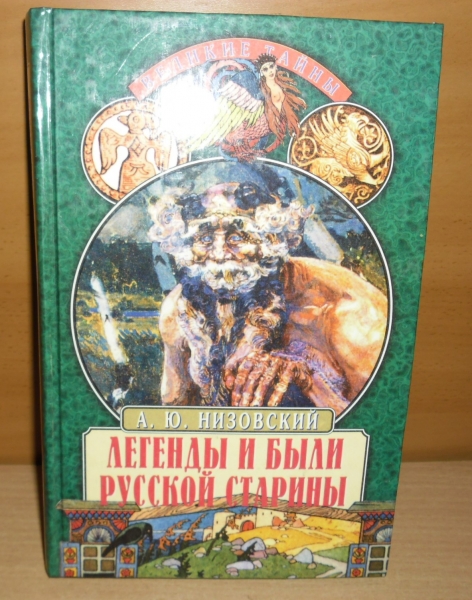 ВЕЛИКИЕ ТАЙНЫ
А. Ю. НИЗОВСКИЙ
ЛЕГЕНДЫ И БЫЛИ
РУССКОЙ СТАРИНЫ